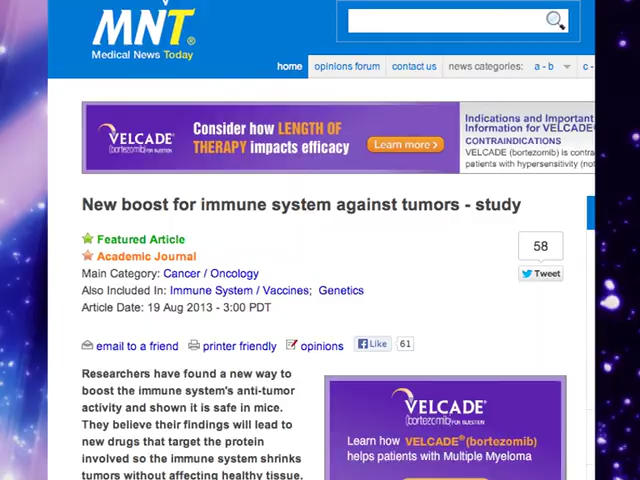 MNT®
Medical News Today
home opinions forum contact us news categories: a - b c -
VELCADE®
(bortezomib) FOR INJECTION
Consider how LENGTH OF
THERAPY impacts efficacy
Learn more >
Indications and Important
Information for VELCADE®
CONTRAINDICATIONS
VELCADE (bortezomib) is contra
patients with hypersensitivity (not
New boost for immune system against tumors - study
Featured Article
Academic Journal
Main Category: Cancer / Oncology
Also Included In: Immune System / Vaccines; Genetics
Article Date: 19 Aug 2013 - 3:00 PDT
58
Tweet
email to a friend printer friendly opinions Like 61
Researchers have found a new way to
boost the immune system's anti-tumor
activity and shown it is safe in mice.
They believe their findings will lead to
new drugs that target the protein
involved so the immune system shrinks
tumors without affecting healthy tissue.
VELCADE®
(bortezomib) FOR INJECTION
Learn how VELCADE®(bortezomib)
helps patients with Multiple Myeloma